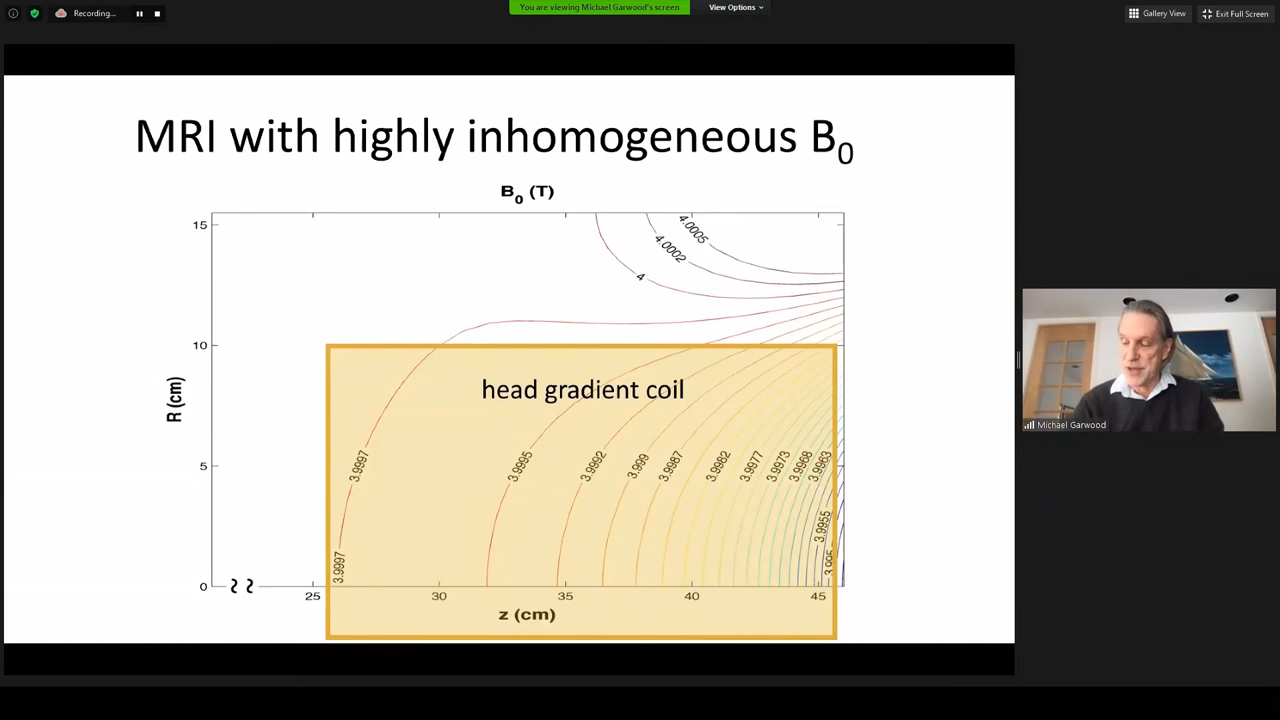 Recording...
You are viewing Michael Garwood's screen
View Options
Gallery View
Exit Full Screen
MRI with highly inhomogeneous B0
B0 (T)
15
10
5
0
R (cm)
4.0005
4.0002
4
head gradient coil
3.9997
3.9995
3.9992
3.999
3.9987
3.9982
3.9977
3.9973
3.9968
3.9963
3.9997
3.9955
3.995
25
30
35
40
45
z (cm)
Michael Garwood